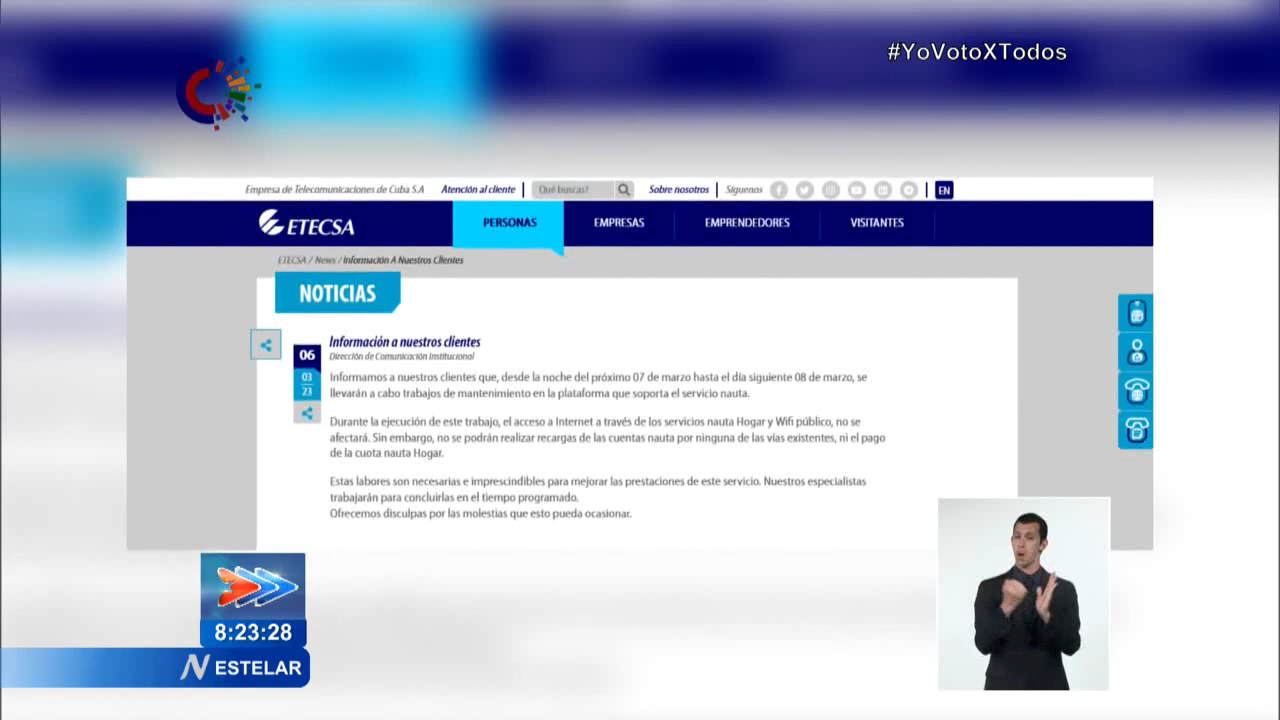 #YoVotoXTodos
Empresa de Telecomunicaciones de Cuba S.A
Atención al cliente
Qué buscas?
Sobre nosotros
Síguenos
EN
ETECSA
PERSONAS
EMPRESAS
EMPRENDEDORES
VISITANTES
ETECSA / News / Información A Nuestros Clientes
NOTICIAS
06
03
23
Información a nuestros clientes
Dirección de Comunicación Institucional
Informamos a nuestros clientes que, desde la noche del próximo 07 de marzo hasta el día siguiente 08 de marzo, se
llevarán a cabo trabajos de mantenimiento en la plataforma que soporta el servicio nauta.
Durante la ejecución de este trabajo, el acceso a Internet a través de los servicios nauta Hogar y Wifi público, no se
afectará. Sin embargo, no se podrán realizar recargas de las cuentas nauta por ninguna de las vías existentes, ni el pago
de la cuota nauta Hogar.
Estas labores son necesarias e imprescindibles para mejorar las prestaciones de este servicio. Nuestros especialistas
trabajarán para concluirlas en el tiempo programado.
Ofrecemos disculpas por las molestias que esto pueda ocasionar.
8:23:28
N ESTELAR